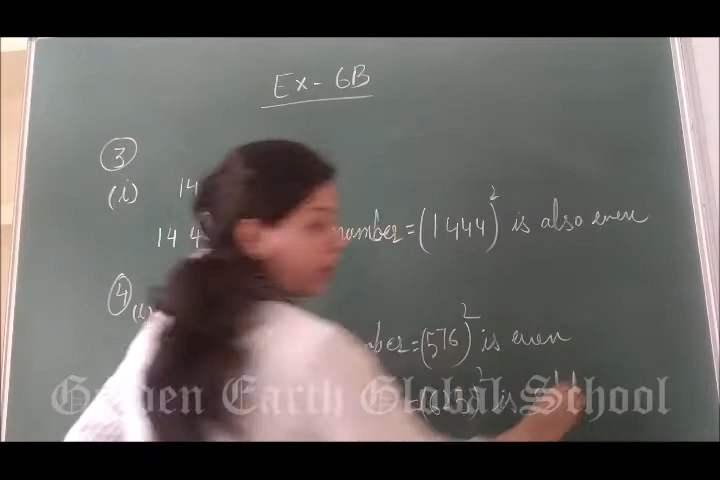 Ex - 6B
3
(i) 14
14 4 number = (1444)² is also even
4 (i)
= (576)² is even
is
Golden Earth Global School